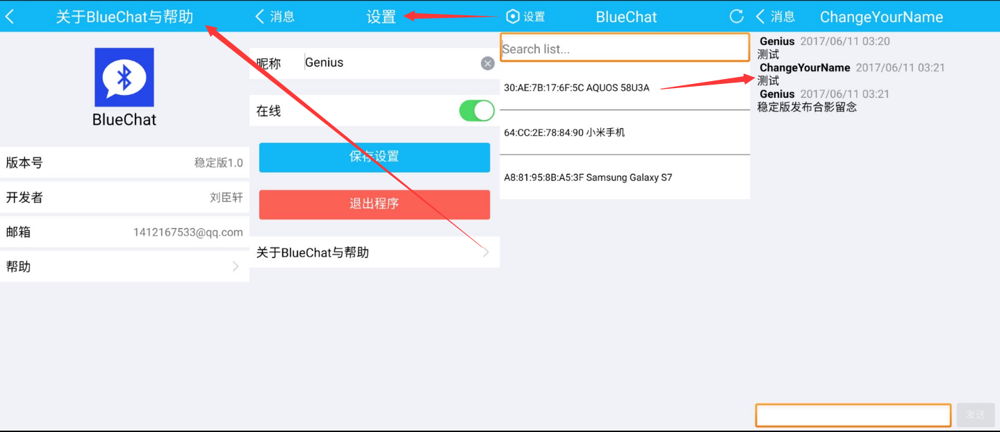 关于BlueChat与帮助
BlueChat
版本号 稳定版1.0
开发者 刘臣轩
邮箱 1412167533@qq.com
帮助
消息 设置
昵称 Genius
在线
保存设置
退出程序
关于BlueChat与帮助
设置 BlueChat
Search list...
30:AE:7B:17:6F:5C AQUOS 58U3A
64:CC:2E:78:84:90 小米手机
A8:81:95:8B:A5:3F Samsung Galaxy S7
消息 ChangeYourName
Genius 2017/06/11 03:20
测试
ChangeYourName 2017/06/11 03:21
测试
Genius 2017/06/11 03:21
稳定版发布合影留念
发送